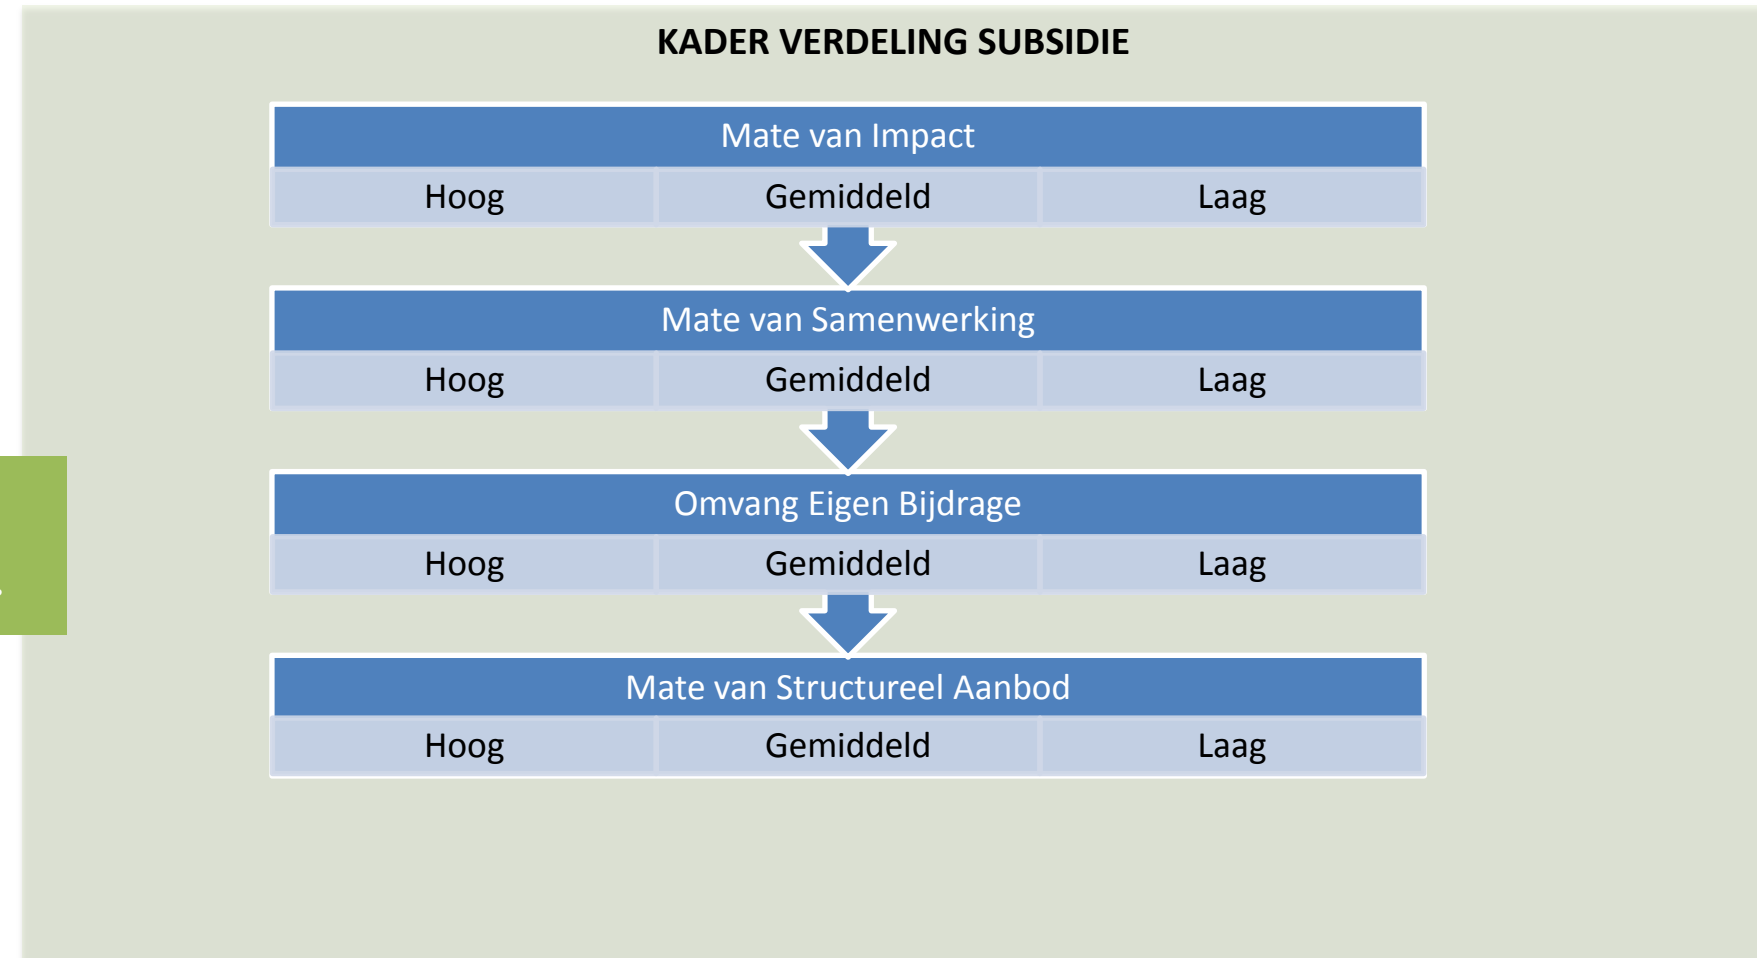 KADER VERDELING SUBSIDIE
Mate van Impact
Hoog Gemiddeld Laag
Mate van Samenwerking
Hoog Gemiddeld Laag
Omvang Eigen Bijdrage
Hoog Gemiddeld Laag
Mate van Structureel Aanbod
Hoog Gemiddeld Laag